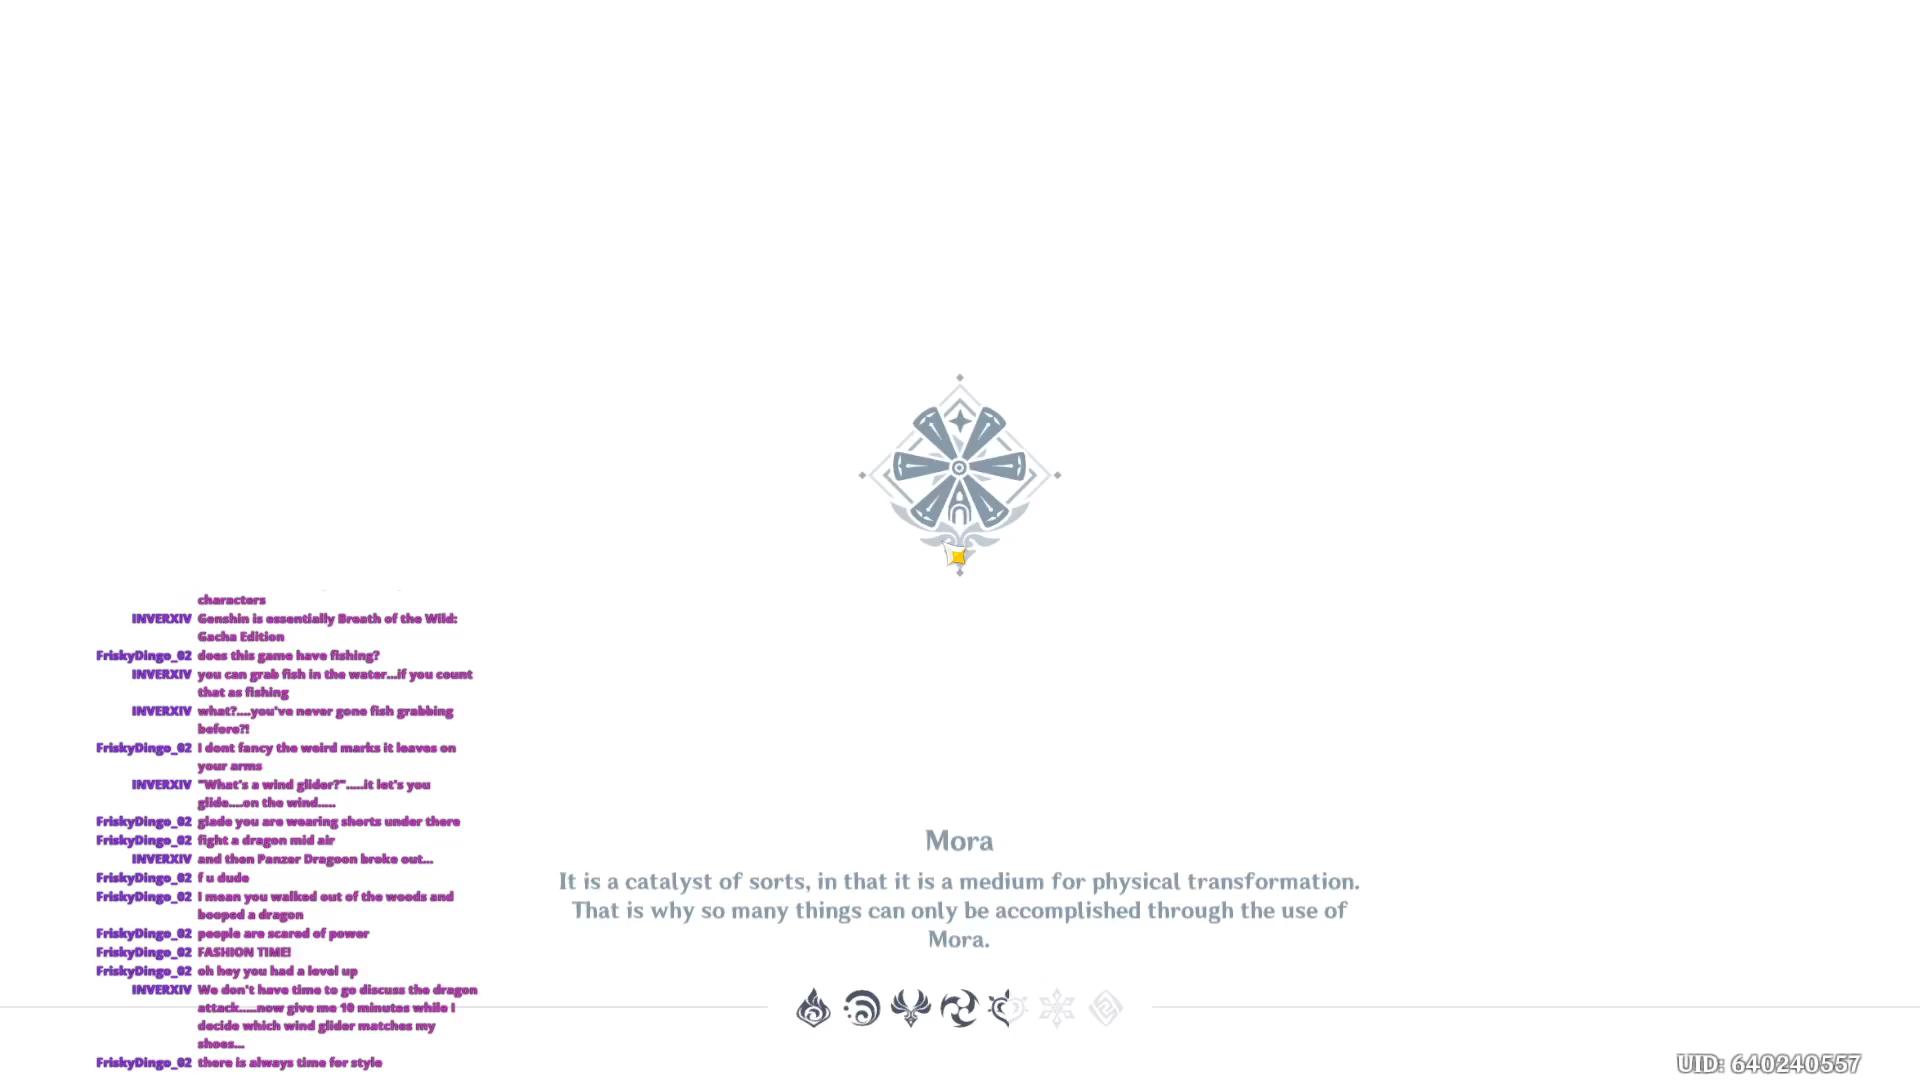 characters
INVERXIV Genshin is essentially Breath of the Wild:
Gacha Edition
FriskyDingo_02 does this game have fishing?
INVERXIV you can grab fish in the water...if you count
that as fishing
INVERXIV what?....you've never gone fish grabbing
before?!
FriskyDingo_02 I dont fancy the weird marks it leaves on
your arms
INVERXIV "What's a wind glider?".....it let's you
glide....on the wind.....
FriskyDingo_02 glade you are wearing shorts under there
FriskyDingo_02 fight a dragon mid air
INVERXIV and then Panzer Dragoon broke out...
FriskyDingo_02 f u dude
FriskyDingo_02 I mean you walked out of the woods and
booped a dragon
FriskyDingo_02 people are scared of power
FriskyDingo_02 FASHION TIME!
FriskyDingo_02 oh hey you had a level up
INVERXIV We don't have time to go discuss the dragon
attack.....now give me 10 minutes while I
decide which wind glider matches my
shoes...
FriskyDingo_02 there is always time for style
Mora
It is a catalyst of sorts, in that it is a medium for physical transformation.
That is why so many things can only be accomplished through the use of
Mora.
UID: 640240557